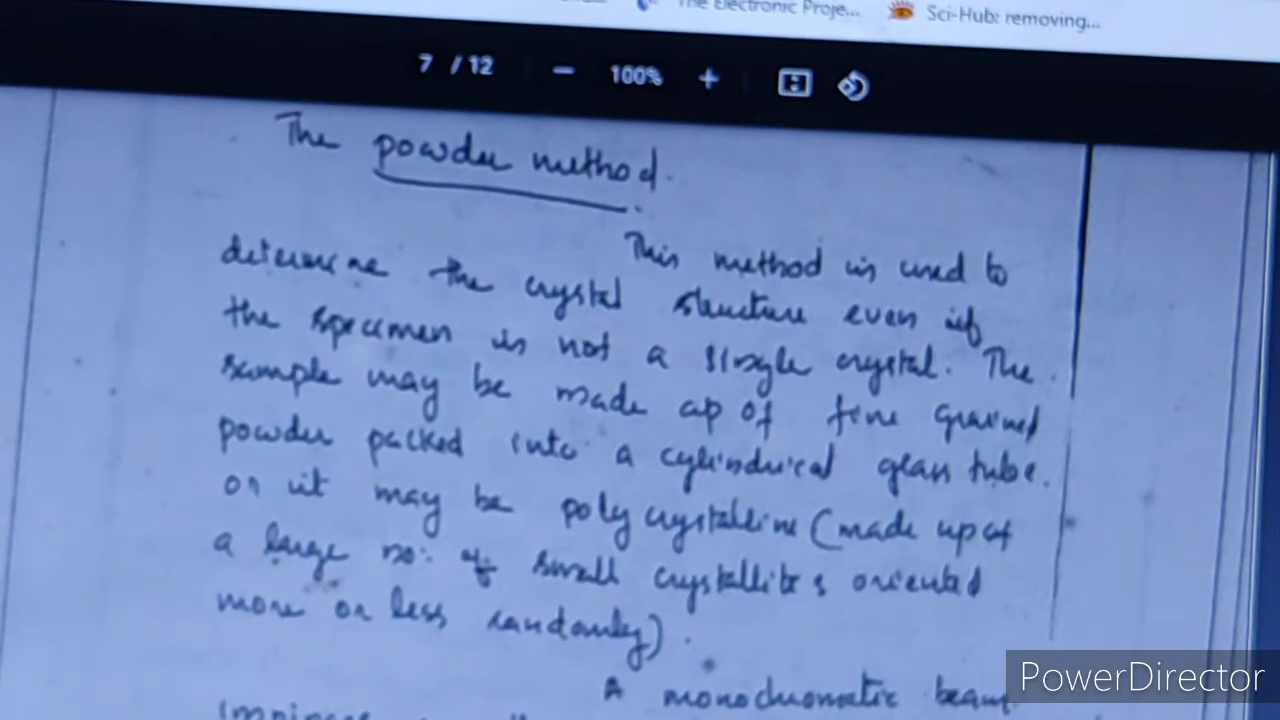 The Electronic Proje...
Sci-Hub: removing...
7 / 12
100%
The powder method.
This method is used to
determine the crystal structure even if
the specimen is not a single crystal. The
sample may be made up of fine grained
powder packed into a cylindrical glass tube.
or it may be polycrystalline (made up of
a large no: of small crystallites oriented
more or less randomly).
A monochromatic beam
PowerDirector